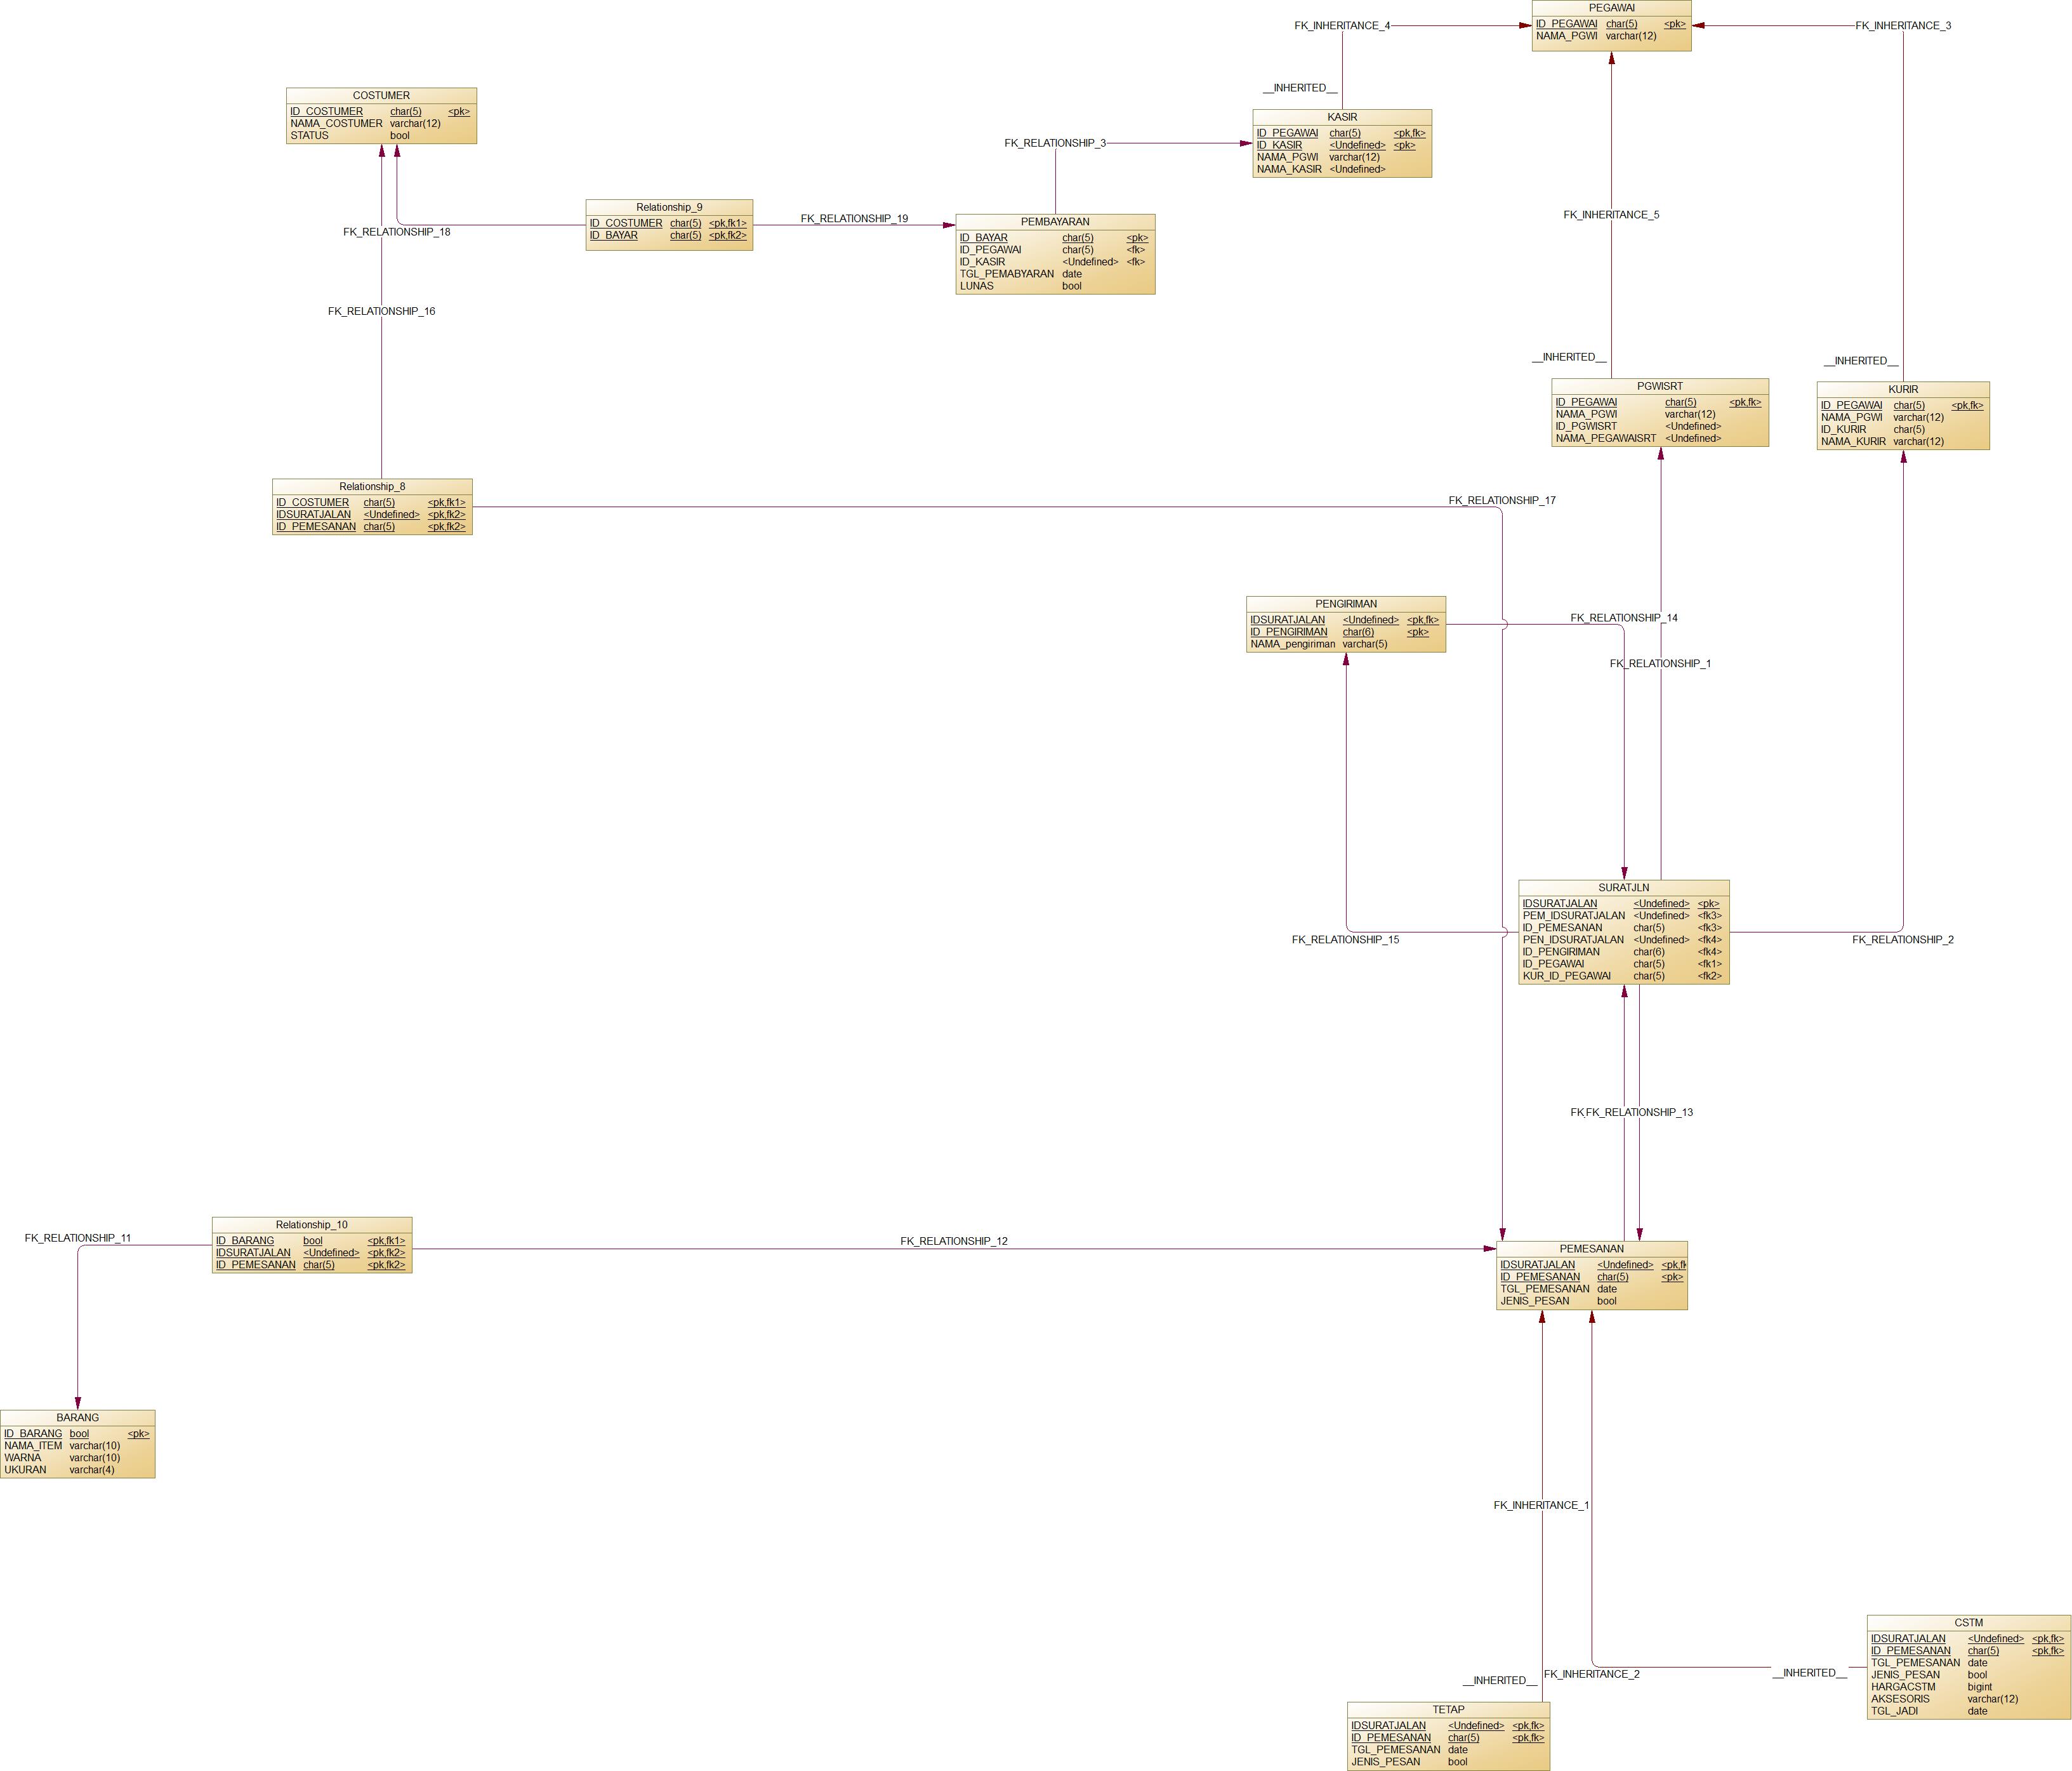 PEGAWAI
ID_PEGAWAI char(5) <pk>
NAMA_PGWI varchar(12)
FK_INHERITANCE_4
FK_INHERITANCE_3
__INHERITED__
COSTUMER
ID_COSTUMER char(5) <pk>
NAMA_COSTUMER varchar(12)
STATUS bool
KASIR
ID_PEGAWAI char(5) <pk,fk>
ID_KASIR <Undefined> <pk>
NAMA_PGWI varchar(12)
NAMA_KASIR <Undefined>
FK_RELATIONSHIP_3
Relationship_9
ID_COSTUMER char(5) <pk,fk1>
ID_BAYAR char(5) <pk,fk2>
FK_RELATIONSHIP_19
FK_RELATIONSHIP_18
PEMBAYARAN
ID_BAYAR char(5) <pk>
ID_PEGAWAI char(5) <fk>
ID_KASIR <Undefined> <fk>
TGL_PEMABYARAN date
LUNAS bool
FK_INHERITANCE_5
FK_RELATIONSHIP_16
__INHERITED__
__INHERITED__
PGWISRT
ID_PEGAWAI char(5) <pk,fk>
NAMA_PGWI varchar(12)
ID_PGWISRT <Undefined>
NAMA_PEGAWAISRT <Undefined>
KURIR
ID_PEGAWAI char(5) <pk,fk>
NAMA_PGWI varchar(12)
ID_KURIR char(5)
NAMA_KURIR varchar(12)
Relationship_8
ID_COSTUMER char(5) <pk,fk1>
IDSURATJALAN <Undefined> <pk,fk2>
ID_PEMESANAN char(5) <pk,fk2>
FK_RELATIONSHIP_17
PENGIRIMAN
IDSURATJALAN <Undefined> <pk,fk>
ID_PENGIRIMAN char(6) <pk>
NAMA_pengiriman varchar(5)
FK_RELATIONSHIP_14
FK_RELATIONSHIP_1
SURATJLN
IDSURATJALAN <Undefined> <pk>
PEM_IDSURATJALAN <Undefined> <fk3>
ID_PEMESANAN char(5) <fk3>
PEN_IDSURATJALAN <Undefined> <fk4>
ID_PENGIRIMAN char(6) <fk4>
ID_PEGAWAI char(5) <fk1>
KUR_ID_PEGAWAI char(5) <fk2>
FK_RELATIONSHIP_15
FK_RELATIONSHIP_2
FK_FK_RELATIONSHIP_13
Relationship_10
ID_BARANG bool <pk,fk1>
IDSURATJALAN <Undefined> <pk,fk2>
ID_PEMESANAN char(5) <pk,fk2>
FK_RELATIONSHIP_11
FK_RELATIONSHIP_12
PEMESANAN
IDSURATJALAN <Undefined> <pk,fk
ID_PEMESANAN char(5) <pk>
TGL_PEMESANAN date
JENIS_PESAN bool
BARANG
ID_BARANG bool <pk>
NAMA_ITEM varchar(10)
WARNA varchar(10)
UKURAN varchar(4)
FK_INHERITANCE_1
CSTM
IDSURATJALAN <Undefined> <pk,fk>
ID_PEMESANAN char(5) <pk,fk>
TGL_PEMESANAN date
JENIS_PESAN bool
HARGACSTM bigint
AKSESORIS varchar(12)
TGL_JADI date
__INHERITED__
FK_INHERITANCE_2
__INHERITED__
TETAP
IDSURATJALAN <Undefined> <pk,fk>
ID_PEMESANAN char(5) <pk,fk>
TGL_PEMESANAN date
JENIS_PESAN bool